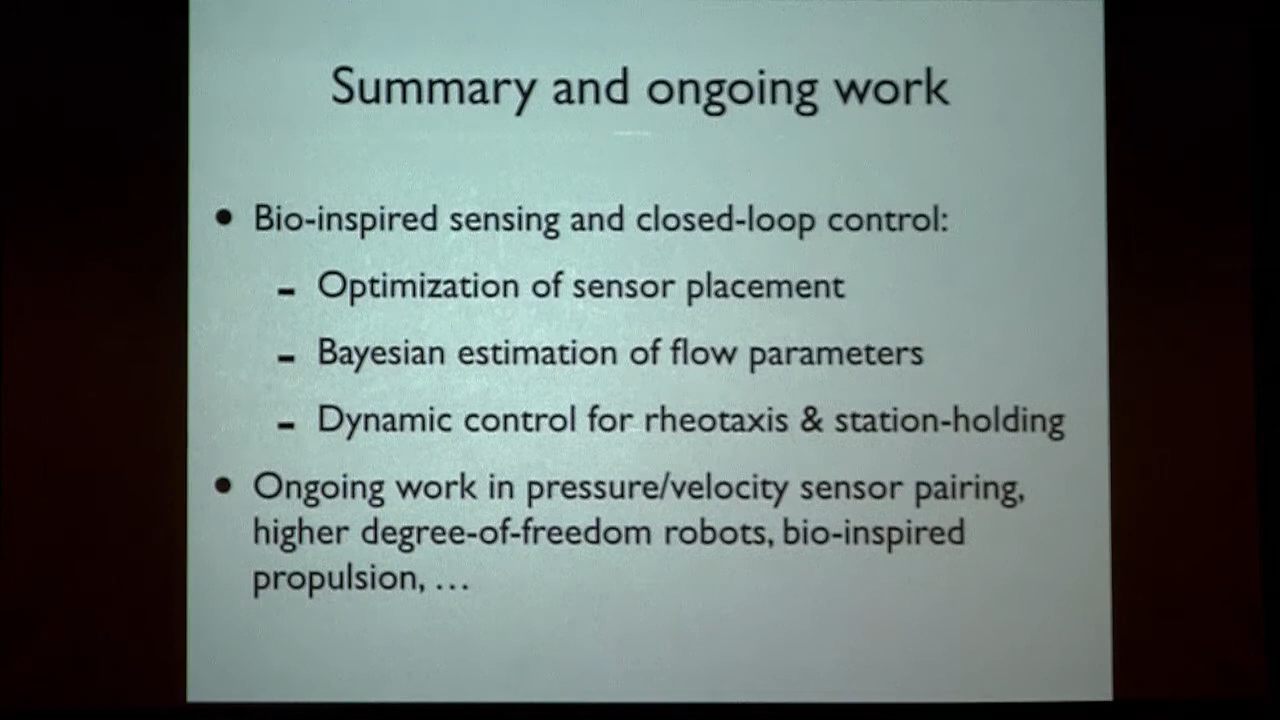 Summary and ongoing work
• Bio-inspired sensing and closed-loop control:
- Optimization of sensor placement
- Bayesian estimation of flow parameters
- Dynamic control for rheotaxis & station-holding
• Ongoing work in pressure/velocity sensor pairing,
higher degree-of-freedom robots, bio-inspired
propulsion, …